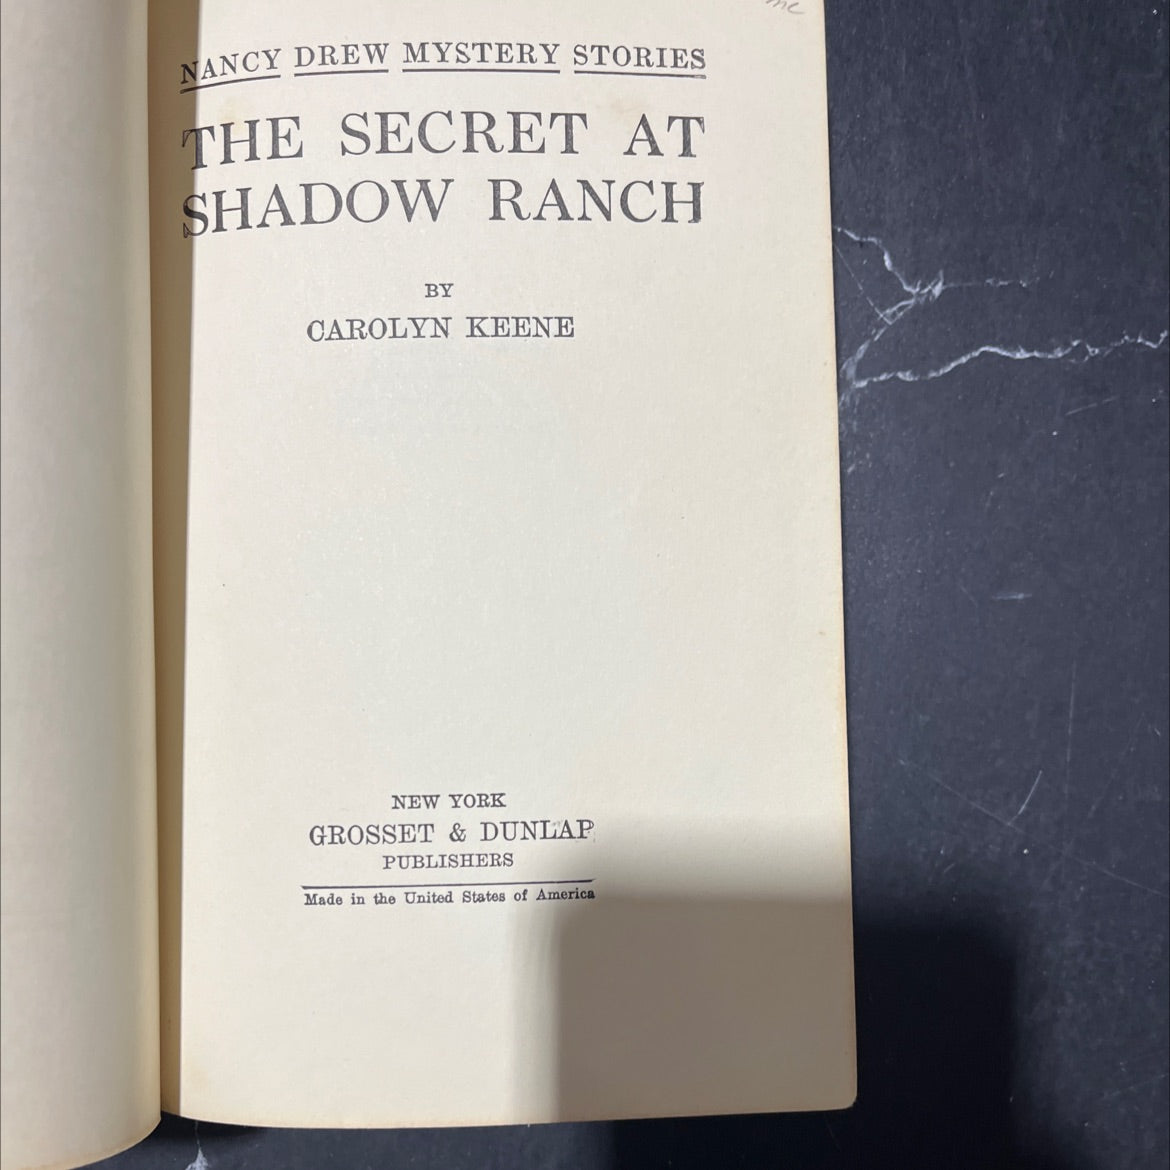 NANCY DREW MYSTERY STORIES
THE SECRET AT
SHADOW RANCH
BY
CAROLYN KEENE
NEW YORK
GROSSET & DUNLAP
PUBLISHERS
Made in the United States of America